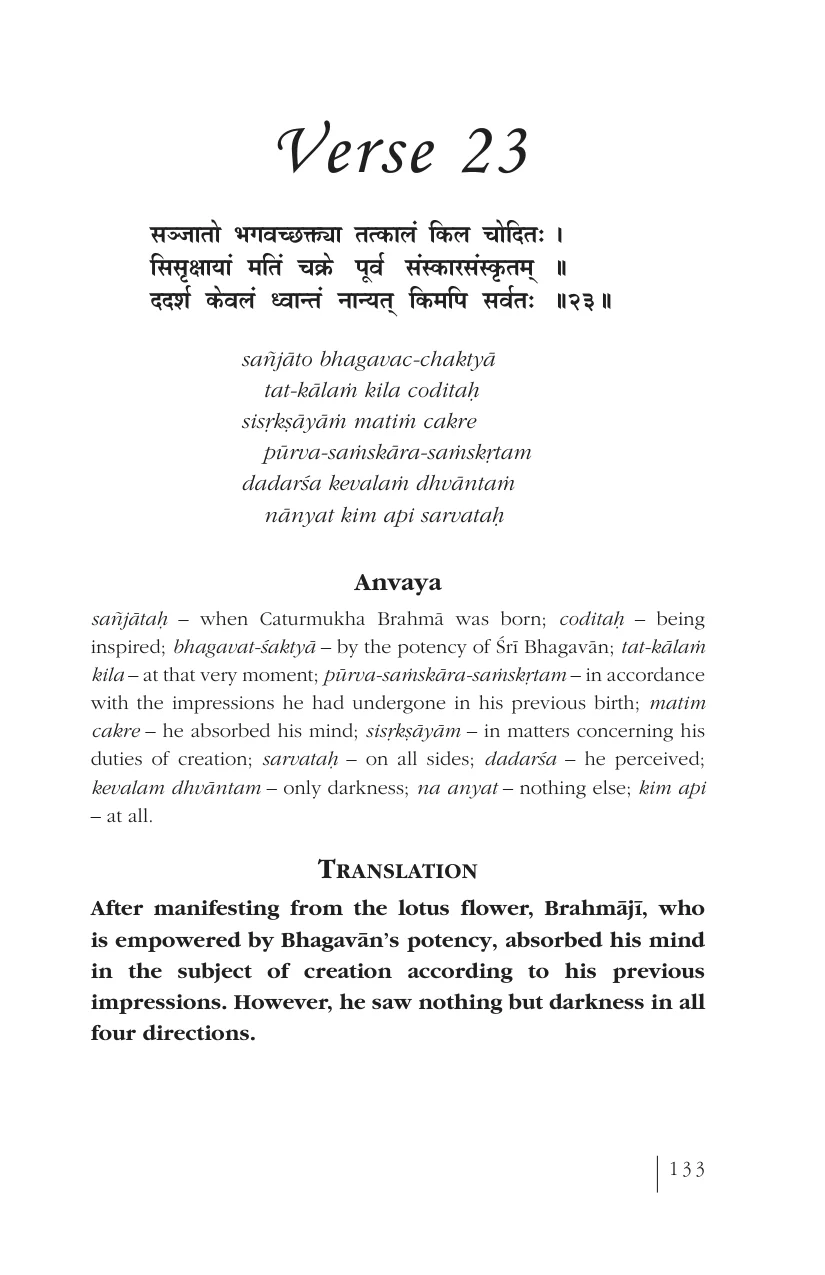 Verse 23
सञ्जातो भगवच्छक्त्या तत्कालं किल चोदितः ।
सिसृक्षायां मतिं चक्रे पूर्व संस्कारसंस्कृतम् ॥
ददर्श केवलं ध्वान्तं नान्यत् किमपि सर्वतः ॥२३॥
sañjāto bhagavac-chaktyā
tat-kālaṁ kila coditaḥ
sisṛkṣāyāṁ matiṁ cakre
pūrva-saṁskāra-saṁskṛtam
dadarśa kevalaṁ dhvāntaṁ
nānyat kim api sarvataḥ
Anvaya
sañjātaḥ – when Caturmukha Brahmā was born; coditaḥ – being
inspired; bhagavat-śaktyā – by the potency of Śrī Bhagavān; tat-kālaṁ
kila – at that very moment; pūrva-saṁskāra-saṁskṛtam – in accordance
with the impressions he had undergone in his previous birth; matim
cakre – he absorbed his mind; sisṛkṣāyām – in matters concerning his
duties of creation; sarvataḥ – on all sides; dadarśa – he perceived;
kevalam dhvāntam – only darkness; na anyat – nothing else; kim api
– at all.
TRANSLATION
After manifesting from the lotus flower, Brahmājī, who
is empowered by Bhagavān’s potency, absorbed his mind
in the subject of creation according to his previous
impressions. However, he saw nothing but darkness in all
four directions.
133